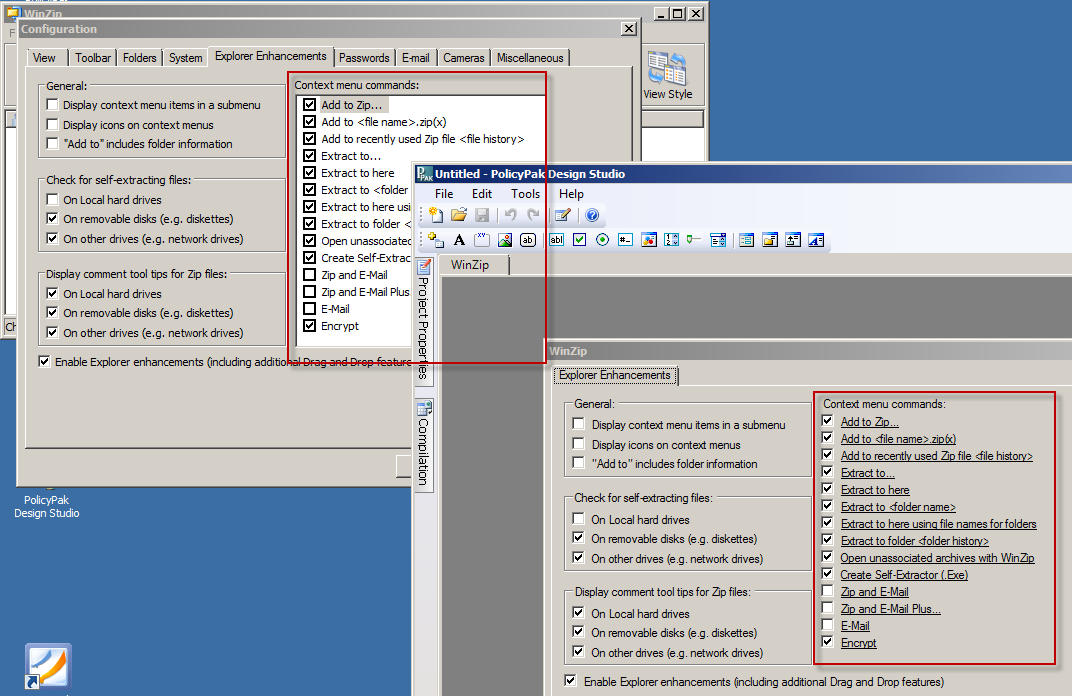 WinZip
Configuration
View
Toolbar
Folders
System
Explorer Enhancements
Passwords
E-mail
Cameras
Miscellaneous
View Style
General:
Display context menu items in a submenu
Display icons on context menus
"Add to" includes folder information
Check for self-extracting files:
On Local hard drives
On removable disks (e.g. diskettes)
On other drives (e.g. network drives)
Display comment tool tips for Zip files:
On Local hard drives
On removable disks (e.g. diskettes)
On other drives (e.g. network drives)
Enable Explorer enhancements (including additional Drag and Drop feature
Context menu commands:
Add to Zip...
Add to <file name>.zip(x)
Add to recently used Zip file <file history>
Extract to...
Extract to here
Extract to <folder
Extract to here usi
Extract to folder <
Open unassociated
Create Self-Extrac
Zip and E-Mail
Zip and E-Mail Plus
E-Mail
Encrypt
PolicyPak
Design Studio
Untitled - PolicyPak Design Studio
File
Edit
Tools
Help
WinZip
Project Properties
Compilation
WinZip
Explorer Enhancements
General:
Display context menu items in a submenu
Display icons on context menus
"Add to" includes folder information
Check for self-extracting files:
On Local hard drives
On removable disks (e.g. diskettes)
On other drives (e.g. network drives)
Display comment tool tips for Zip files:
On Local hard drives
On removable disks (e.g. diskettes)
On other drives (e.g. network drives)
Enable Explorer enhancements (including additional Drag and Drop features)
Context menu commands:
Add to Zip...
Add to <file name>.zip(x)
Add to recently used Zip file <file history>
Extract to...
Extract to here
Extract to <folder name>
Extract to here using file names for folders
Extract to folder <folder history>
Open unassociated archives with WinZip
Create Self-Extractor (.Exe)
Zip and E-Mail
Zip and E-Mail Plus...
E-Mail
Encrypt